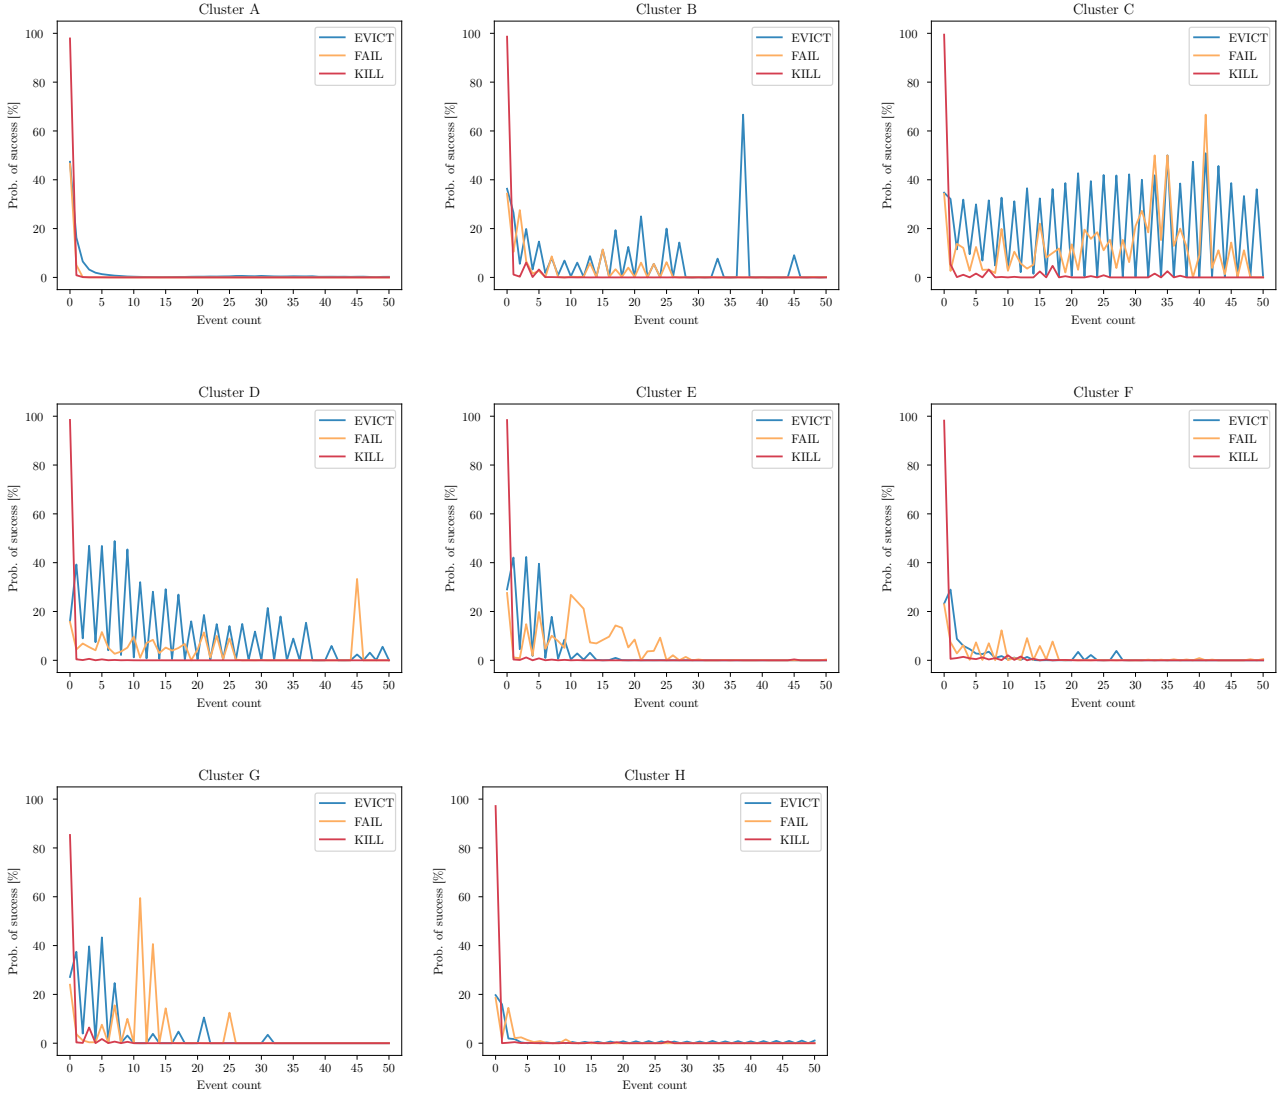 Cluster A
Prob. of success [%]
100
80
60
40
20
0
0 5 10 15 20 25 30 35 40 45 50
Event count
EVICT
FAIL
KILL
Cluster B
Prob. of success [%]
100
80
60
40
20
0
0 5 10 15 20 25 30 35 40 45 50
Event count
EVICT
FAIL
KILL
Cluster C
Prob. of success [%]
100
80
60
40
20
0
0 5 10 15 20 25 30 35 40 45 50
Event count
EVICT
FAIL
KILL
Cluster D
Prob. of success [%]
100
80
60
40
20
0
0 5 10 15 20 25 30 35 40 45 50
Event count
EVICT
FAIL
KILL
Cluster E
Prob. of success [%]
100
80
60
40
20
0
0 5 10 15 20 25 30 35 40 45 50
Event count
EVICT
FAIL
KILL
Cluster F
Prob. of success [%]
100
80
60
40
20
0
0 5 10 15 20 25 30 35 40 45 50
Event count
EVICT
FAIL
KILL
Cluster G
Prob. of success [%]
100
80
60
40
20
0
0 5 10 15 20 25 30 35 40 45 50
Event count
EVICT
FAIL
KILL
Cluster H
Prob. of success [%]
100
80
60
40
20
0
0 5 10 15 20 25 30 35 40 45 50
Event count
EVICT
FAIL
KILL